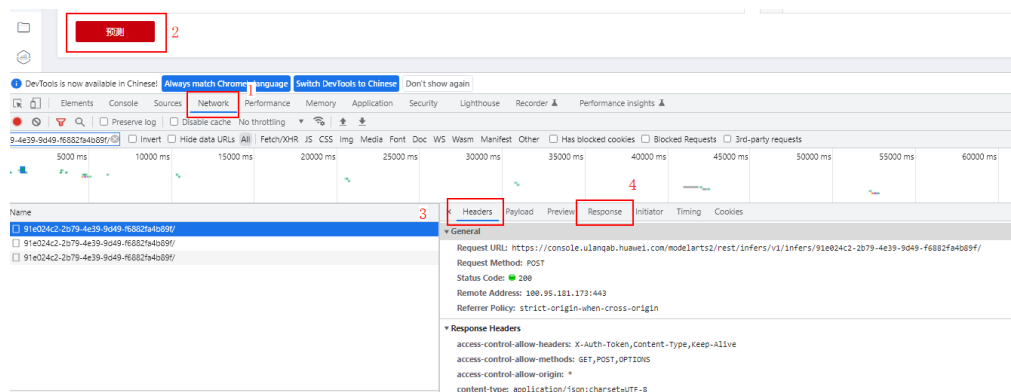 预测
2
DevTools is now available in Chinese! Always match Chrome's language Switch DevTools to Chinese Don't show again
1
Elements Console Sources Network Performance Memory Application Security Lighthouse Recorder Performance insights
Preserve log Disable cache No throttling
9-4e39-9d49-f6882fa4b89f/ Invert Hide data URLs All Fetch/XHR JS CSS Img Media Font Doc WS Wasm Manifest Other Has blocked cookies Blocked Requests 3rd-party requests
5000 ms 10000 ms 15000 ms 20000 ms 25000 ms 30000 ms 35000 ms 40000 ms 45000 ms 50000 ms 55000 ms 60000 ms
4
Name 3 × Headers Payload Preview Response Initiator Timing Cookies
91e024c2-2b79-4e39-9d49-f6882fa4b89f/
91e024c2-2b79-4e39-9d49-f6882fa4b89f/
91e024c2-2b79-4e39-9d49-f6882fa4b89f/
General
Request URL: https://console.ulanqab.huawei.com/modelarts2/rest/infers/v1/infers/91e024c2-2b79-4e39-9d49-f6882fa4b89f/
Request Method: POST
Status Code: 200
Remote Address: 100.95.181.173:443
Referrer Policy: strict-origin-when-cross-origin
Response Headers
access-control-allow-headers: X-Auth-Token,Content-Type,Keep-Alive
access-control-allow-methods: GET,POST,OPTIONS
access-control-allow-origin: *
content-type: application/json;charset=UTF-8